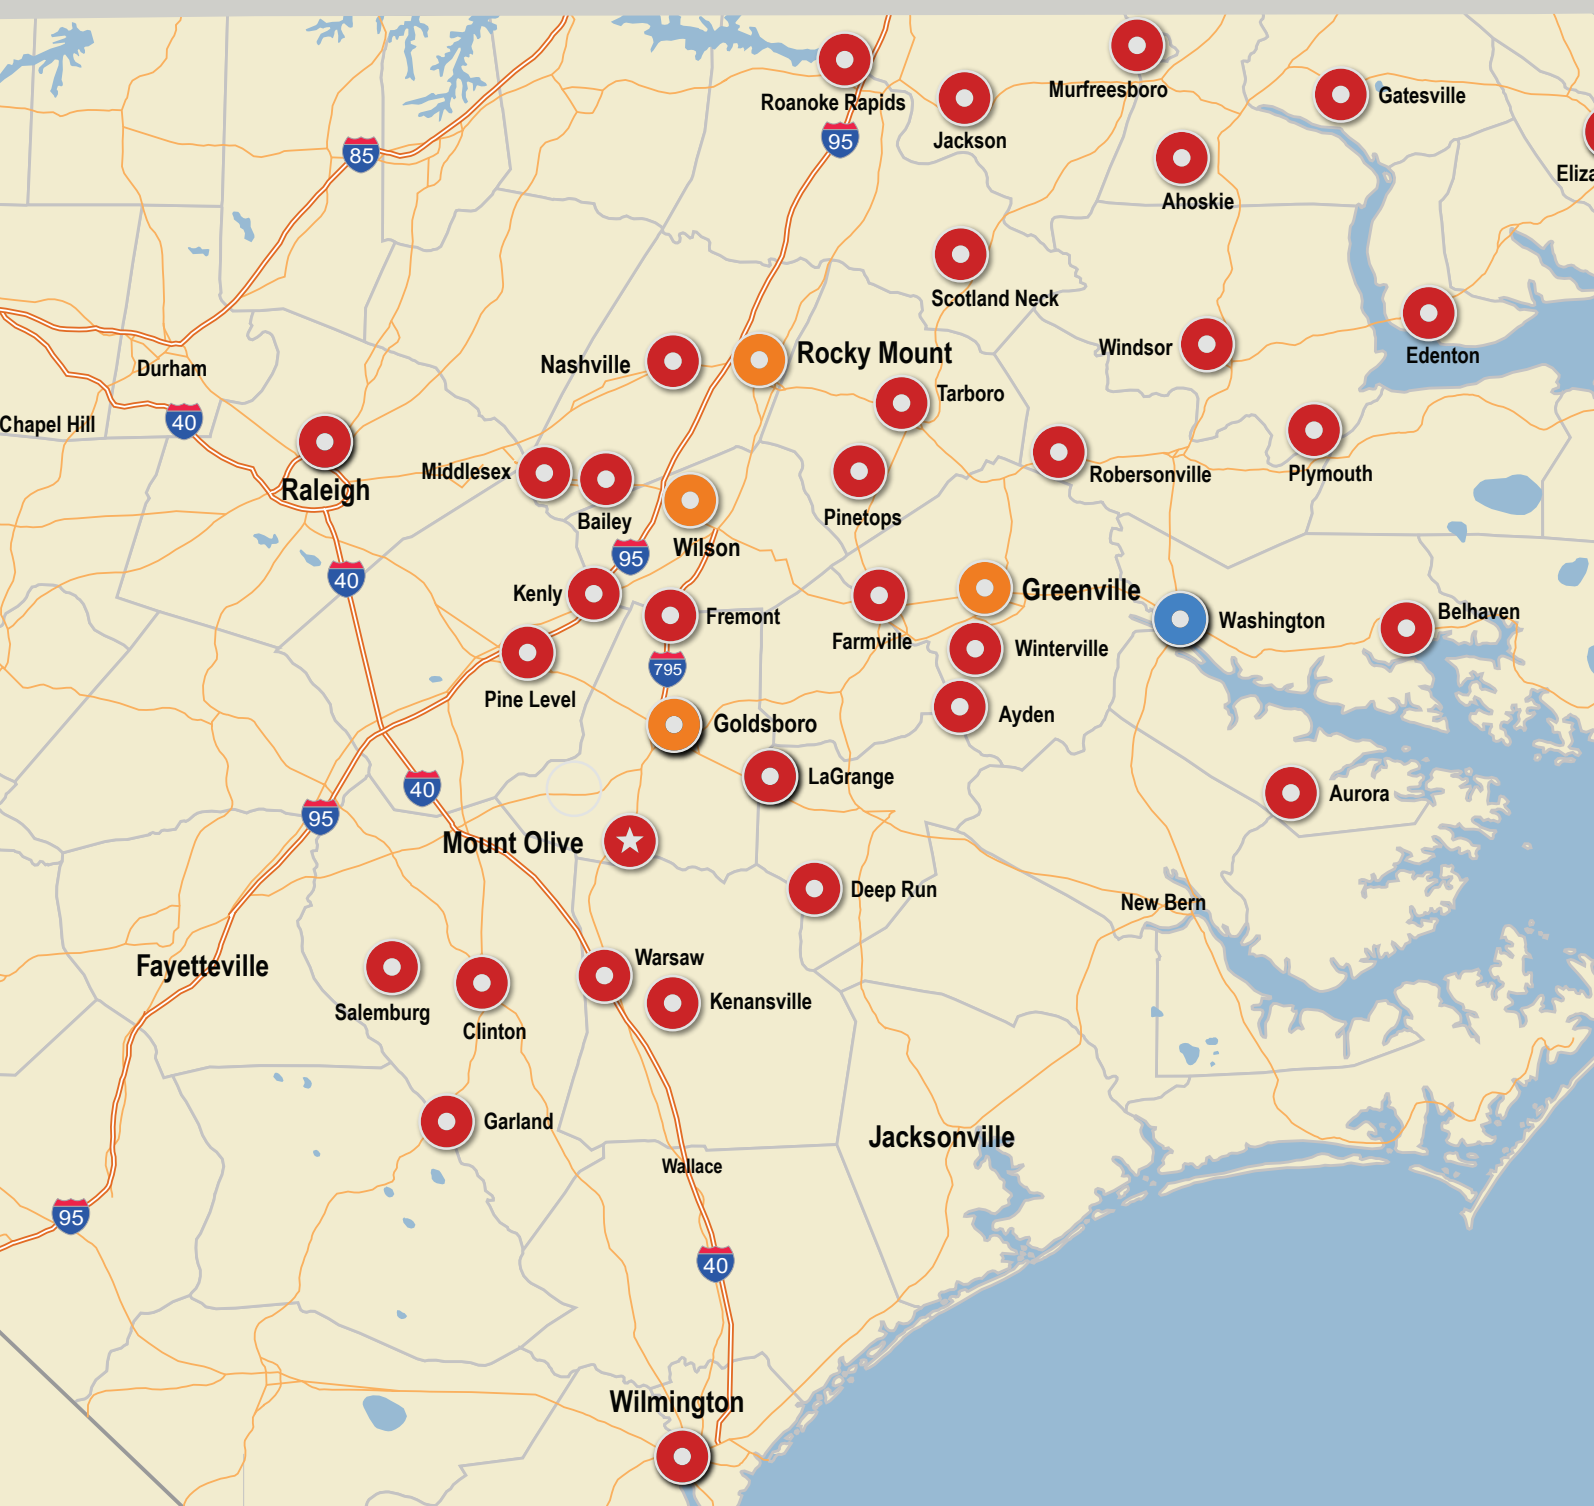 Roanoke Rapids
Jackson
Murfreesboro
Gatesville
95
85
Ahoskie
Eliza
Scotland Neck
Nashville
Rocky Mount
Windsor
Edenton
Durham
Tarboro
Chapel Hill
40
Middlesex
Raleigh
Bailey
Pinetops
Robersonville
Plymouth
Wilson
95
40
Kenly
Fremont
Greenville
Farmville
Washington
Belhaven
Winterville
795
Pine Level
Goldsboro
Ayden
LaGrange
40
95
Aurora
Mount Olive
Deep Run
New Bern
Fayetteville
Warsaw
Salemburg
Clinton
Kenansville
Garland
Jacksonville
Wallace
95
40
Wilmington